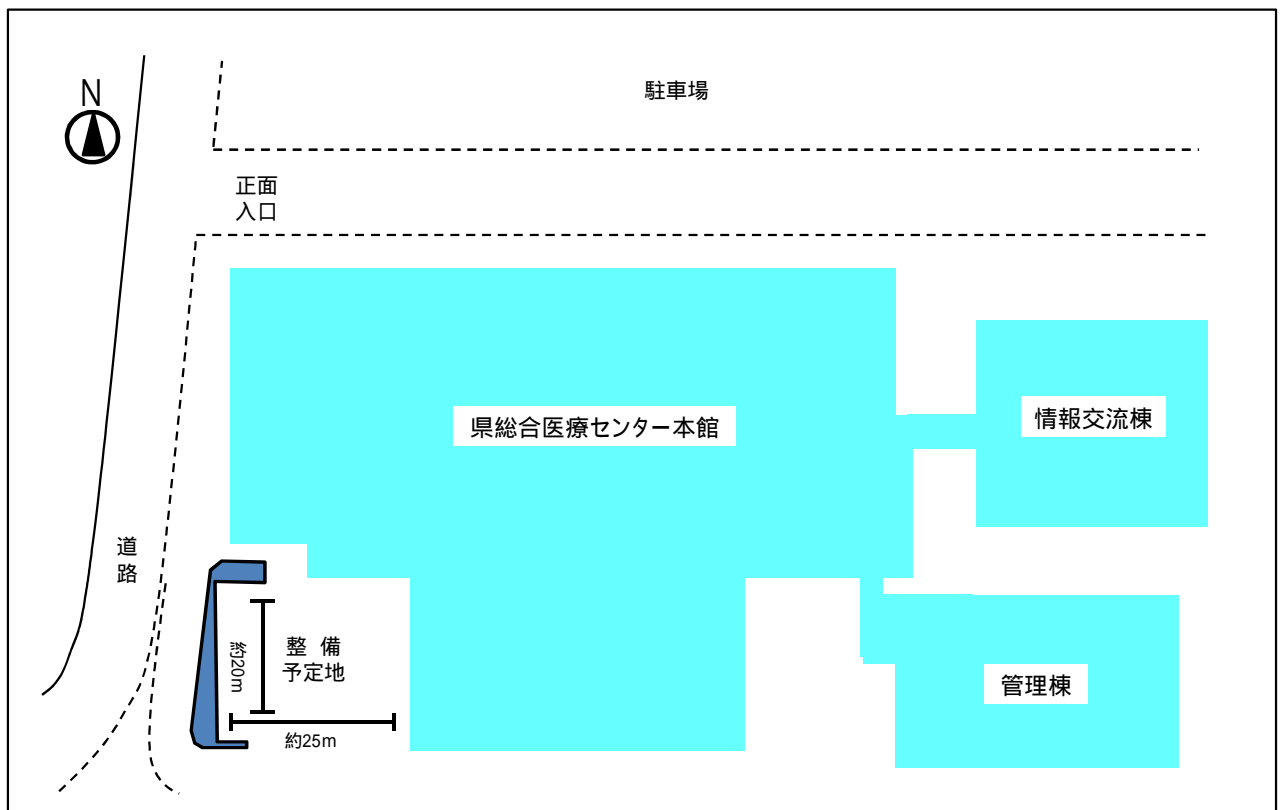 N
駐車場
正面
入口
県総合医療センター本館
情報交流棟
道
路
整 備
予定地
約20m
約25m
管理棟